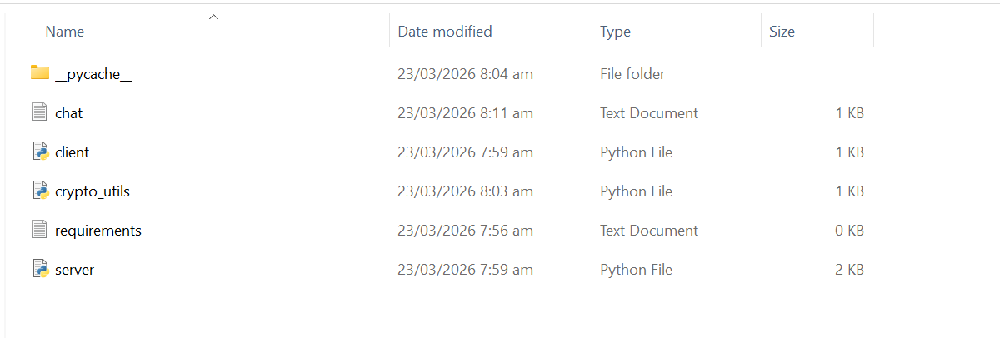 Name Date modified Type Size
__pycache__ 23/03/2026 8:04 am File folder
chat 23/03/2026 8:11 am Text Document 1 KB
client 23/03/2026 7:59 am Python File 1 KB
crypto_utils 23/03/2026 8:03 am Python File 1 KB
requirements 23/03/2026 7:56 am Text Document 0 KB
server 23/03/2026 7:59 am Python File 2 KB